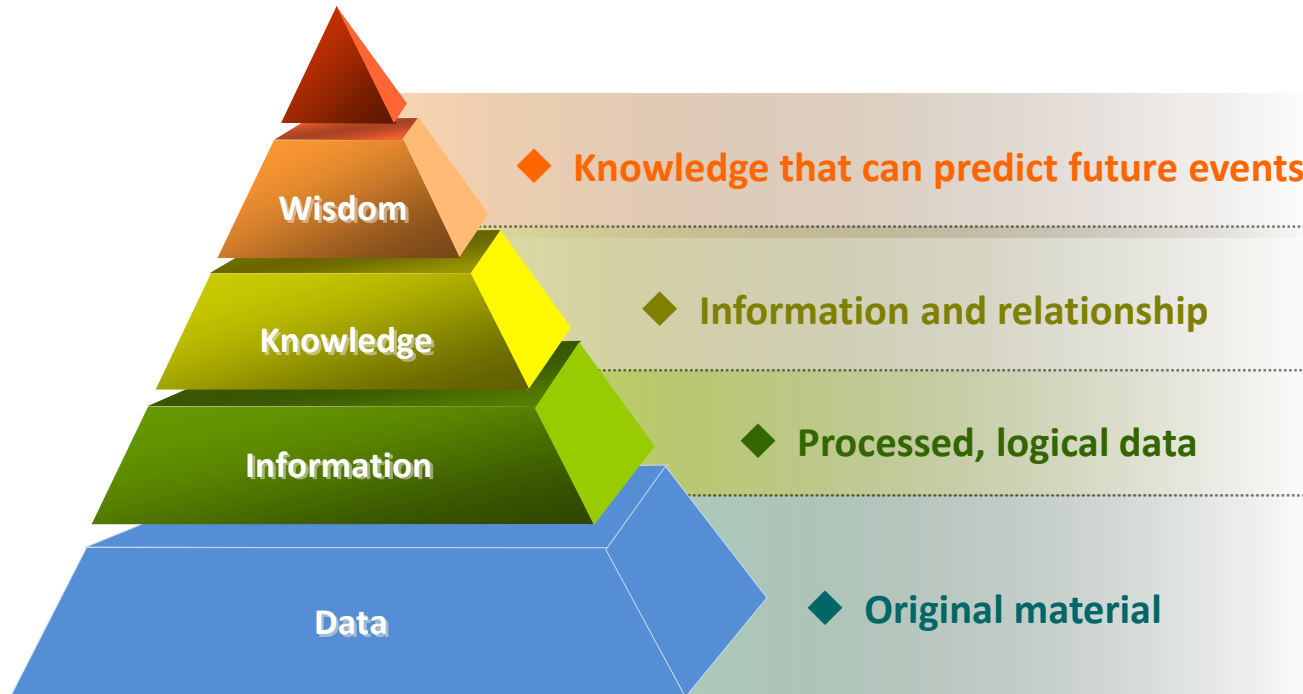 Wisdom
◆ Knowledge that can predict future events
Knowledge
◆ Information and relationship
Information
◆ Processed, logical data
Data
◆ Original material